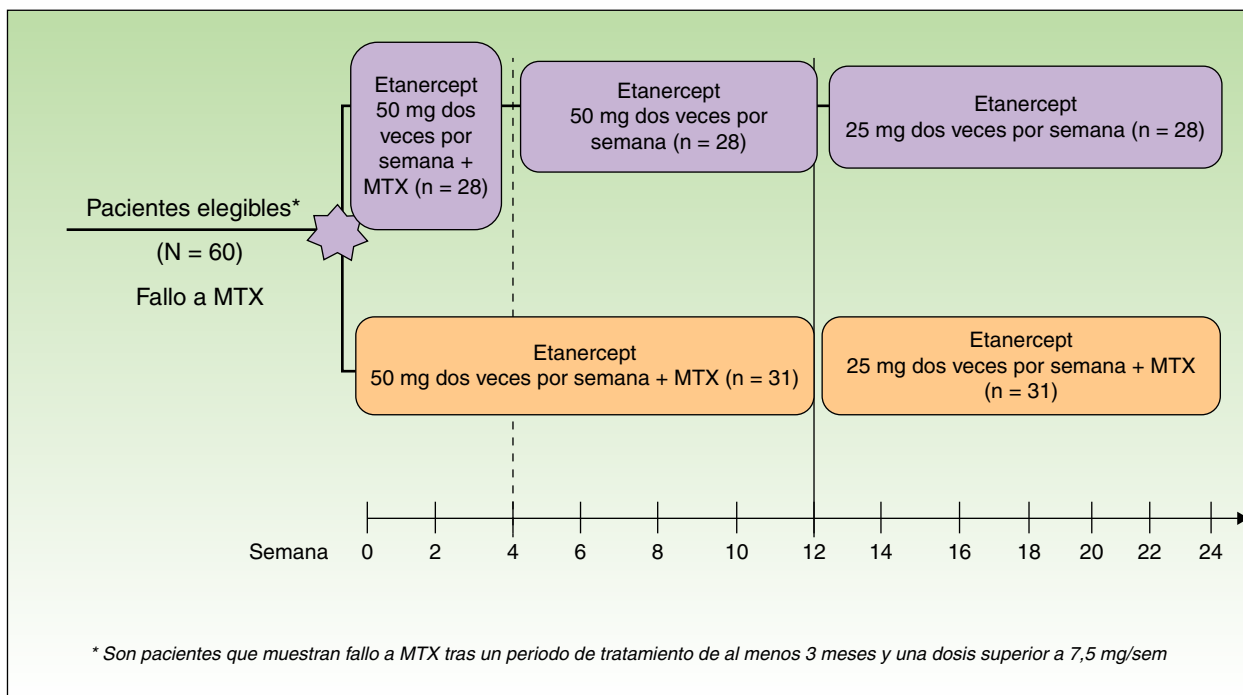 Etanercept
50 mg dos
veces por
semana +
MTX (n = 28)
Etanercept
50 mg dos veces por
semana (n = 28)
Etanercept
25 mg dos veces por semana (n = 28)
Pacientes elegibles*
(N = 60)
Fallo a MTX
Etanercept
50 mg dos veces por semana + MTX (n = 31)
Etanercept
25 mg dos veces por semana + MTX
(n = 31)
Semana 0 2 4 6 8 10 12 14 16 18 20 22 24
* Son pacientes que muestran fallo a MTX tras un periodo de tratamiento de al menos 3 meses y una dosis superior a 7,5 mg/sem